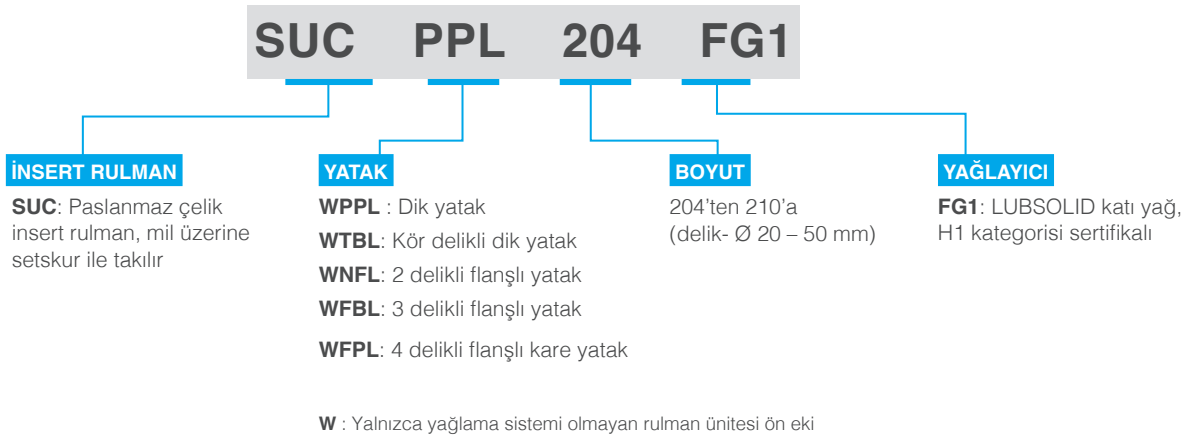 SUC PPL 204 FG1
İNSERT RULMAN
SUC: Paslanmaz çelik
insert rulman, mil üzerine
setskur ile takılır
YATAK
WPPL : Dik yatak
WTBL: Kör delikli dik yatak
WNFL: 2 delikli flanşlı yatak
WFBL: 3 delikli flanşlı yatak
WFPL: 4 delikli flanşlı kare yatak
W : Yalnızca yağlama sistemi olmayan rulman ünitesi ön eki
BOYUT
204’ten 210’a
(delik- Ø 20 – 50 mm)
YAĞLAYICI
FG1: LUBSOLID katı yağ,
H1 kategorisi sertifikalı